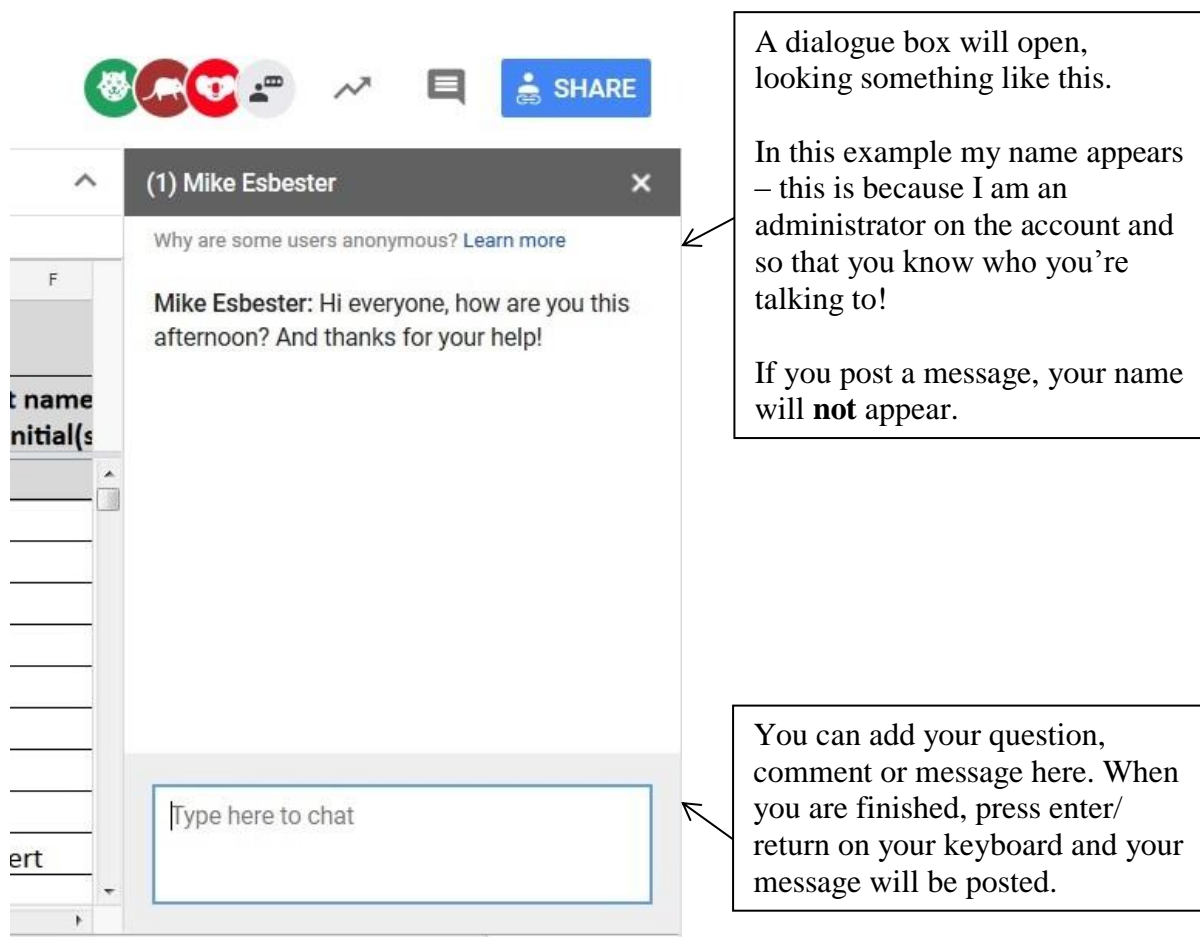 SHARE
(1) Mike Esbester
Why are some users anonymous? Learn more
Mike Esbester: Hi everyone, how are you this
afternoon? And thanks for your help!
F
t name
nitial(s
ert
Type here to chat
A dialogue box will open,
looking something like this.
In this example my name appears
– this is because I am an
administrator on the account and
so that you know who you’re
talking to!
If you post a message, your name
will not appear.
You can add your question,
comment or message here. When
you are finished, press enter/
return on your keyboard and your
message will be posted.